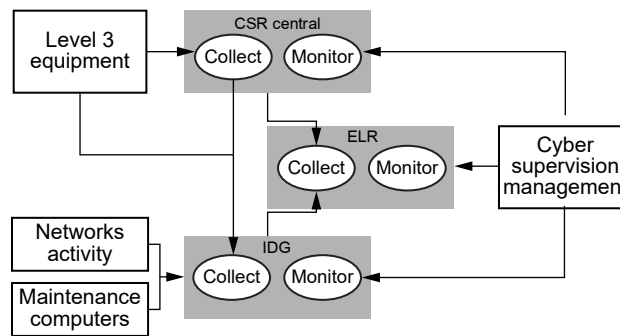 CSR central
Level 3
equipment
Collect
Monitor
ELR
Collect
Monitor
Cyber
supervision
management
Networks
activity
IDG
Collect
Monitor
Maintenance
computers